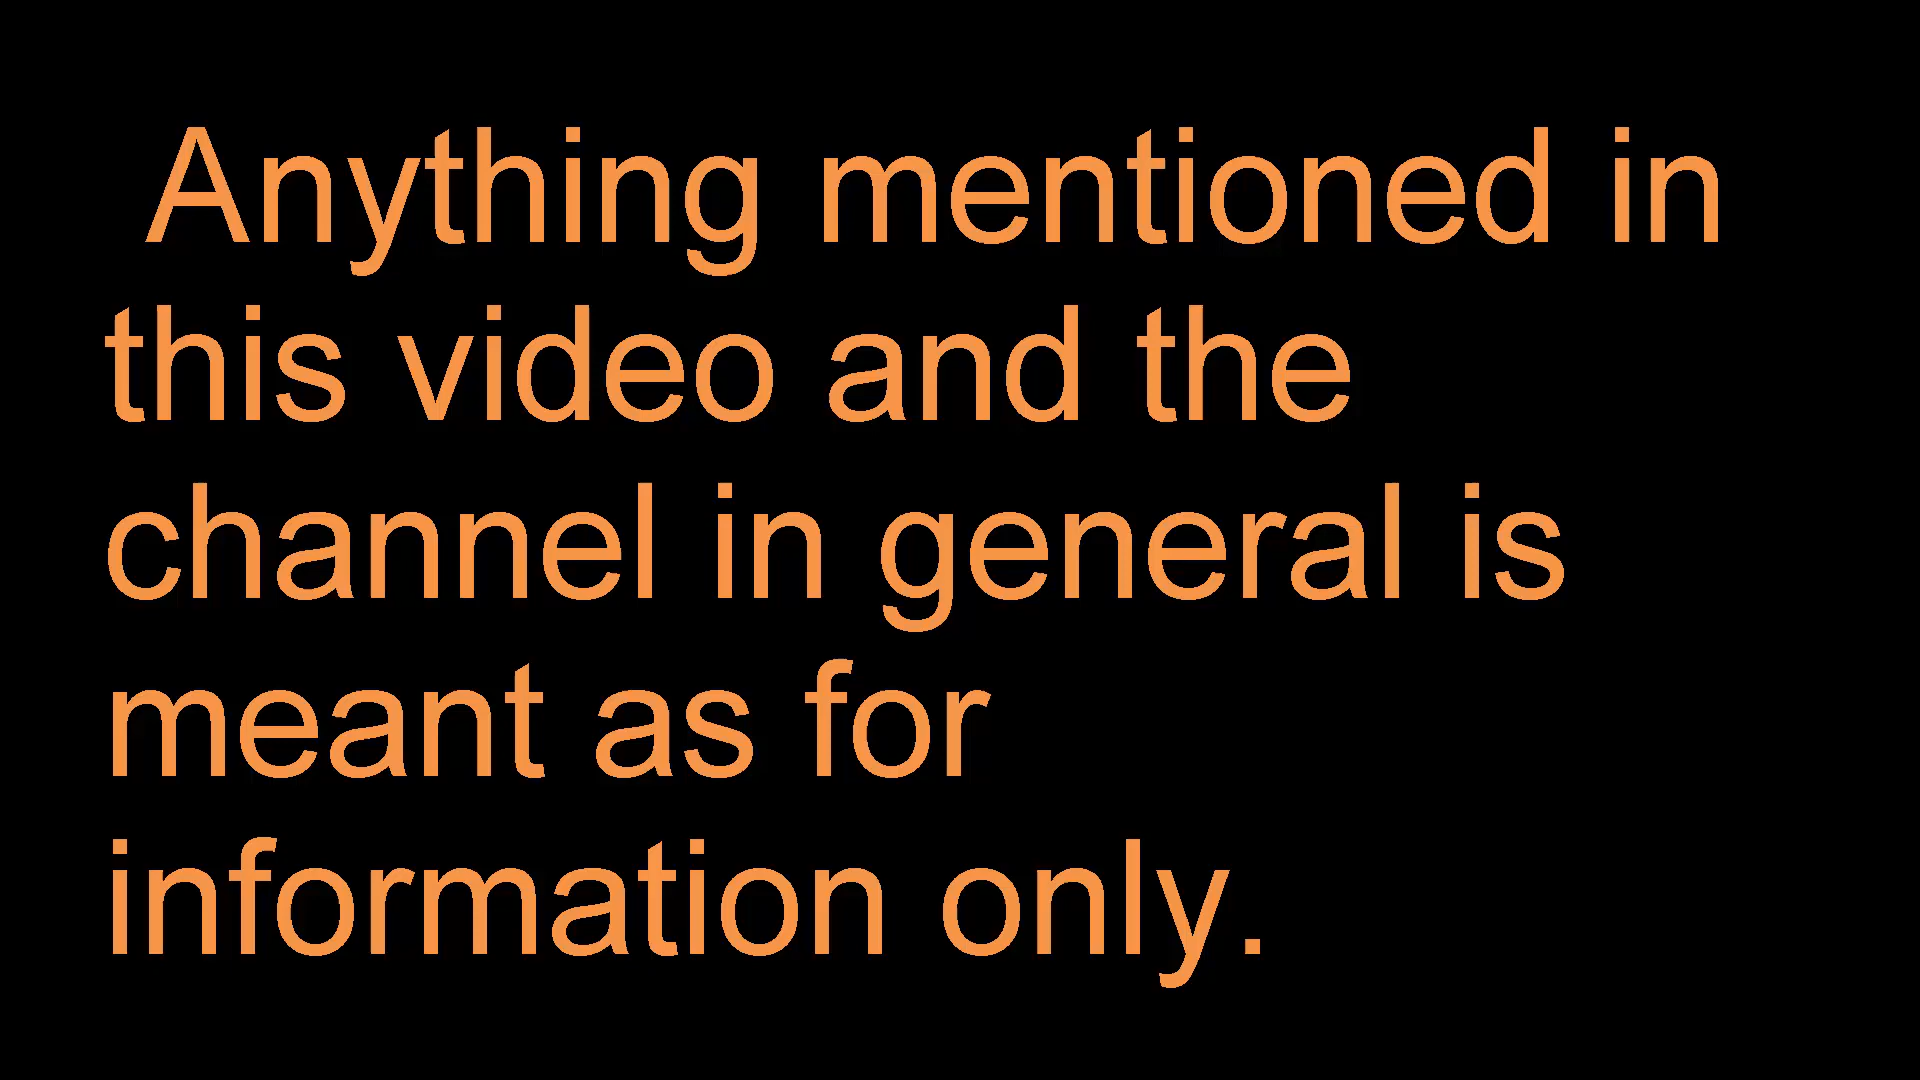 Anything mentioned in
this video and the
channel in general is
meant as for
information only.